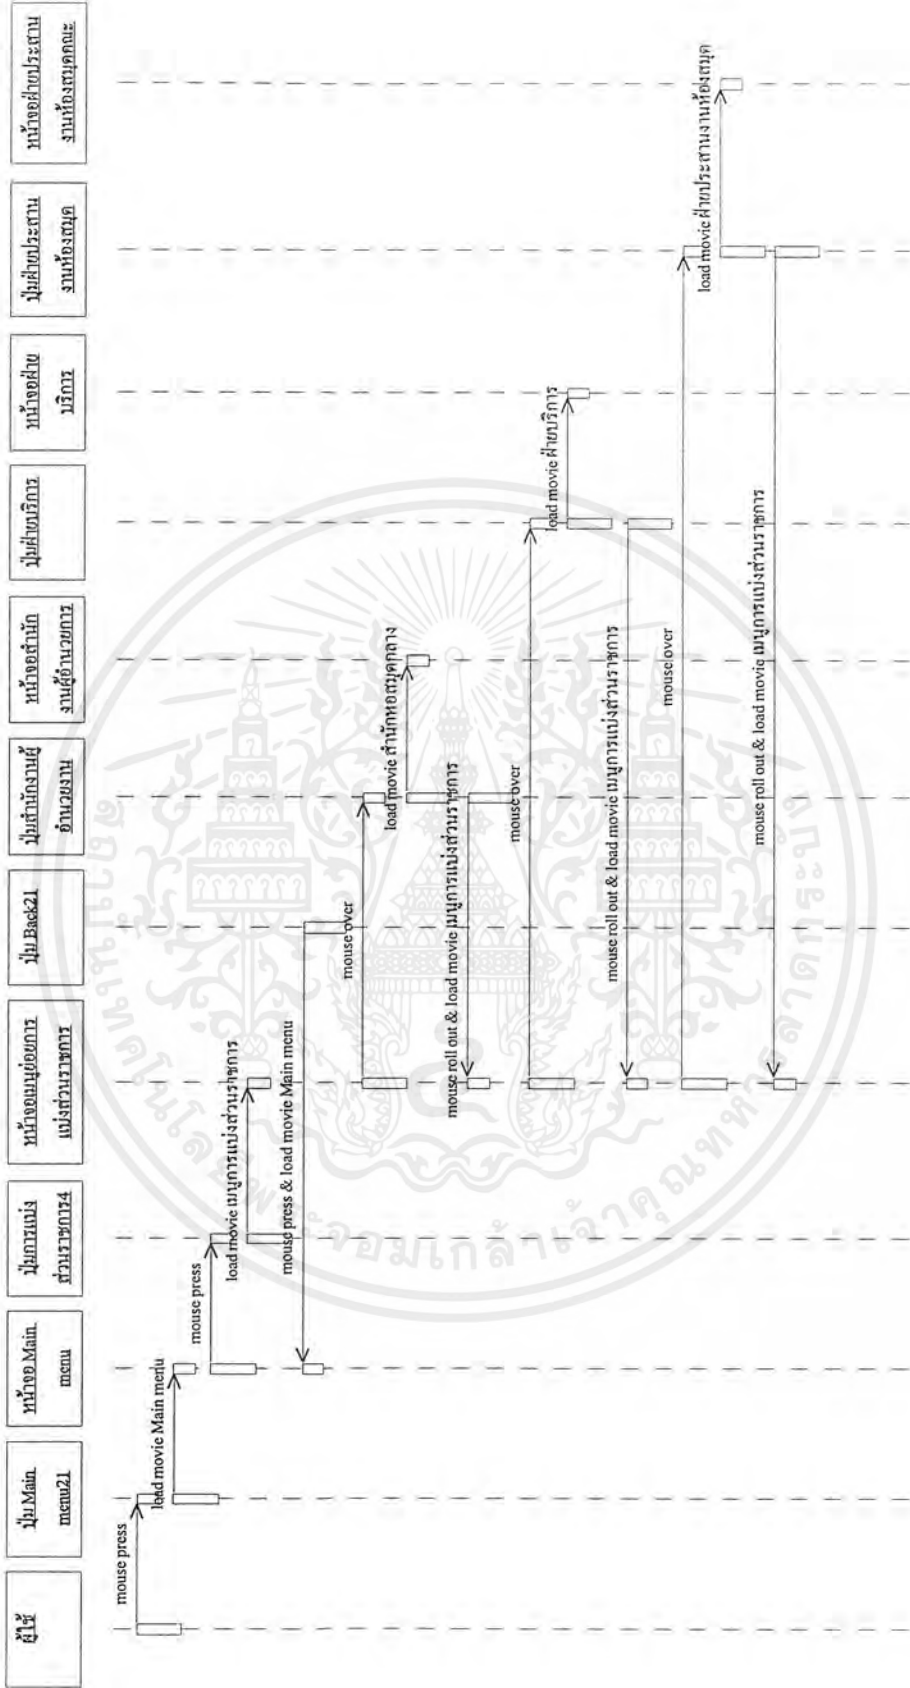 ผู้ใช้
ปุ่ม Main
menu21
หน้าจอ Main
menu
ปุ่มการแบ่ง
ส่วนราชการ4
หน้าจอเมนูย่อยการ
แบ่งส่วนราชการ
ปุ่ม Back21
ปุ่มสำนักงานผู้
อำนวยงาน
หน้าจอสำนัก
งานผู้อำนวยการ
ปุ่มฝ่ายบริการ
หน้าจอฝ่าย
บริการ
ปุ่มฝ่ายประสาน
งานห้องสมุด
หน้าจอฝ่ายประสาน
งานห้องสมุดคณะ
mouse press
load movie Main menu
mouse press
load movie เมนูการแบ่งส่วนราชการ
mouse press & load movie Main menu
mouse over
load movie สำนักหอสมุดกลาง
mouse roll out & load movie เมนูการแบ่งส่วนราชการ
mouse over
load movie ฝ่ายบริการ
mouse roll out & load movie เมนูการแบ่งส่วนราชการ
mouse over
load movie ฝ่ายประสานงานห้องสมุด
mouse roll out & load movie เมนูการแบ่งส่วนราชการ